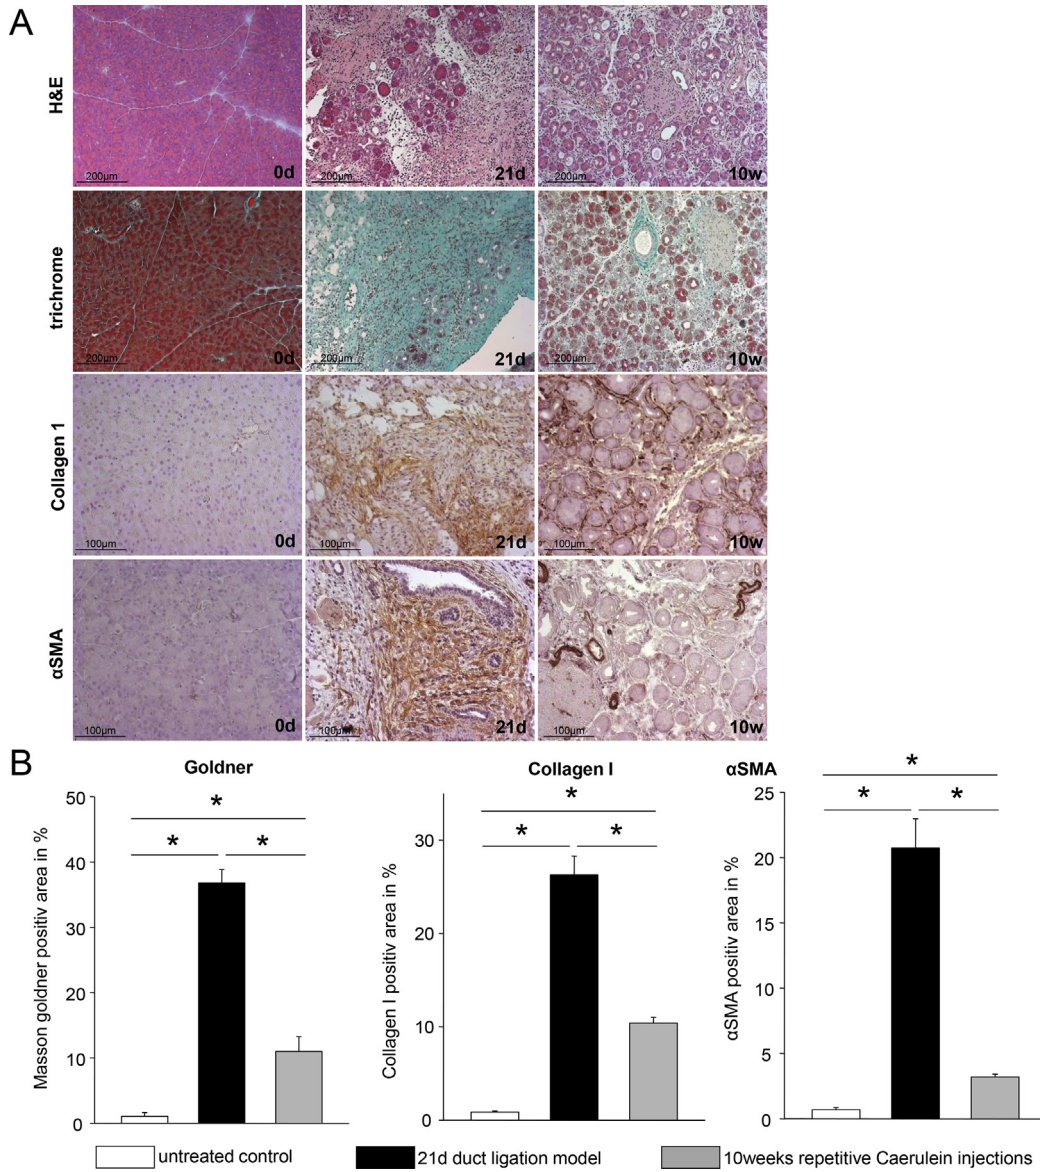 A
H&E
200µm
0d
200µm
21d
200µm
10w
trichrome
200µm
0d
200µm
21d
200µm
10w
Collagen 1
100µm
0d
100µm
21d
100µm
10w
αSMA
100µm
0d
100µm
21d
100µm
10w
B
Goldner
Masson goldner positiv area in %
50
40
30
20
10
0
*
*
*
Collagen I
Collagen I positiv area in %
30
20
10
0
*
*
*
αSMA
αSMA positiv area in %
25
20
15
10
5
0
*
*
*
untreated control
21d duct ligation model
10weeks repetitive Caerulein injections